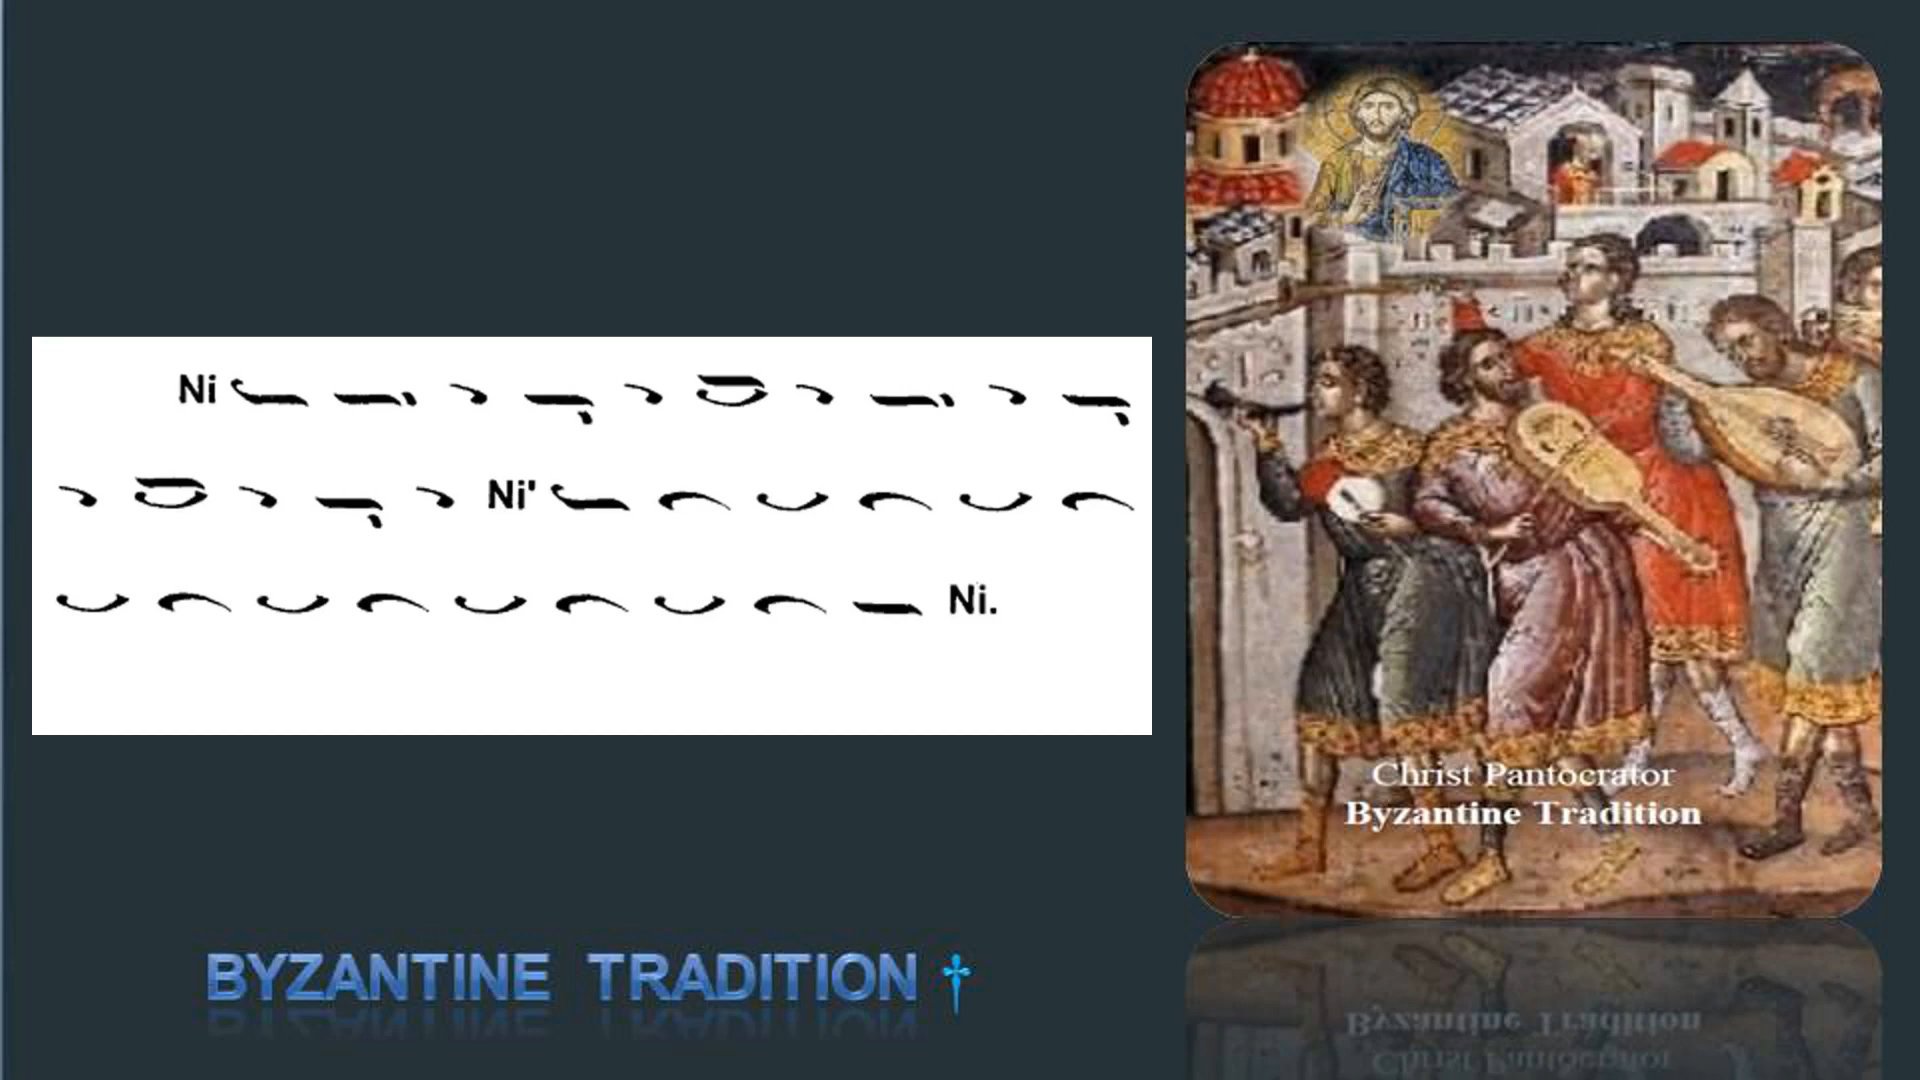 Ni
Ni'
Ni.
Christ Pantocrator
Byzantine Tradition
BYZANTINE TRADITION †